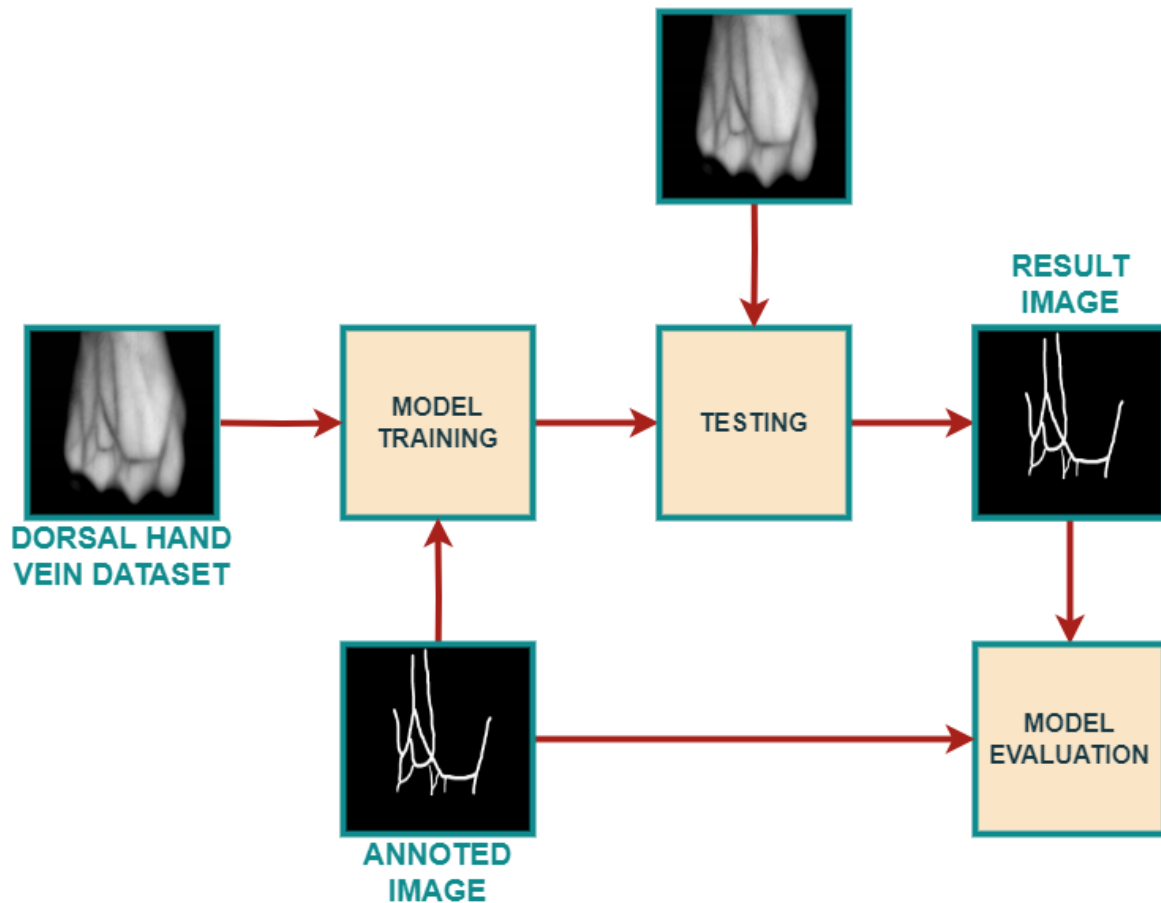 RESULT
IMAGE
MODEL
TRAINING
TESTING
DORSAL HAND
VEIN DATASET
MODEL
EVALUATION
ANNOTED
IMAGE